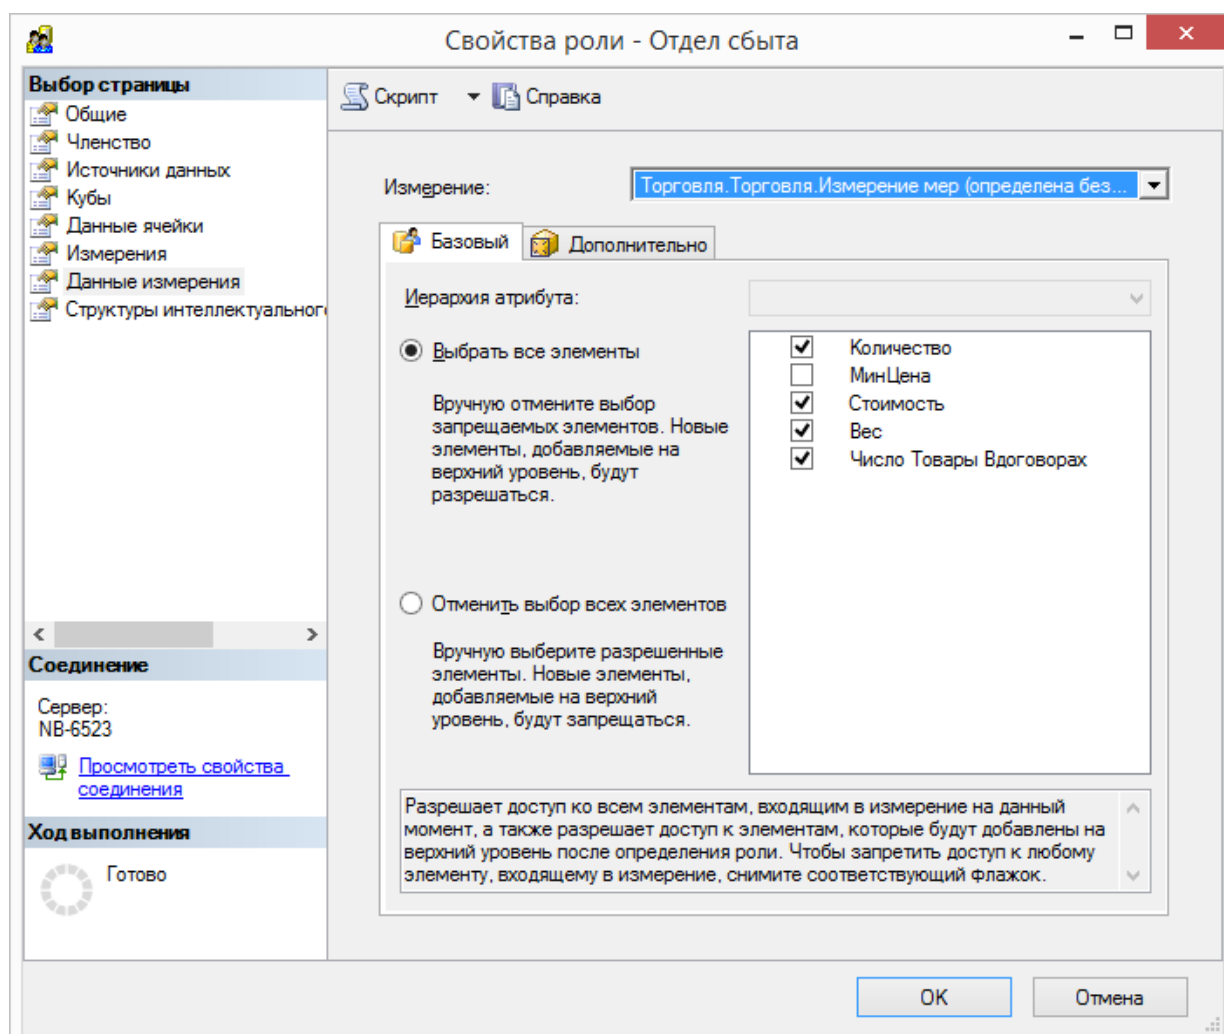 Свойства роли - Отдел сбыта
Выбор страницы
Общие
Членство
Источники данных
Кубы
Данные ячейки
Измерения
Данные измерения
Структуры интеллектуального
Соединение
Сервер:
NB-6523
Просмотреть свойства
соединения
Ход выполнения
Готово
Скрипт
Справка
Измерение:
Торговля.Торговля.Измерение мер (определена без...
Базовый
Дополнительно
Иерархия атрибута:
Выбрать все элементы
Вручную отмените выбор
запрещаемых элементов. Новые
элементы, добавляемые на
верхний уровень, будут
разрешаться.
Отменить выбор всех элементов
Вручную выберите разрешенные
элементы. Новые элементы,
добавляемые на верхний
уровень, будут запрещаться.
Количество
МинЦена
Стоимость
Вес
Число Товары Вдоговорах
Разрешает доступ ко всем элементам, входящим в измерение на данный
момент, а также разрешает доступ к элементам, которые будут добавлены на
верхний уровень после определения роли. Чтобы запретить доступ к любому
элементу, входящему в измерение, снимите соответствующий флажок.
OK
Отмена